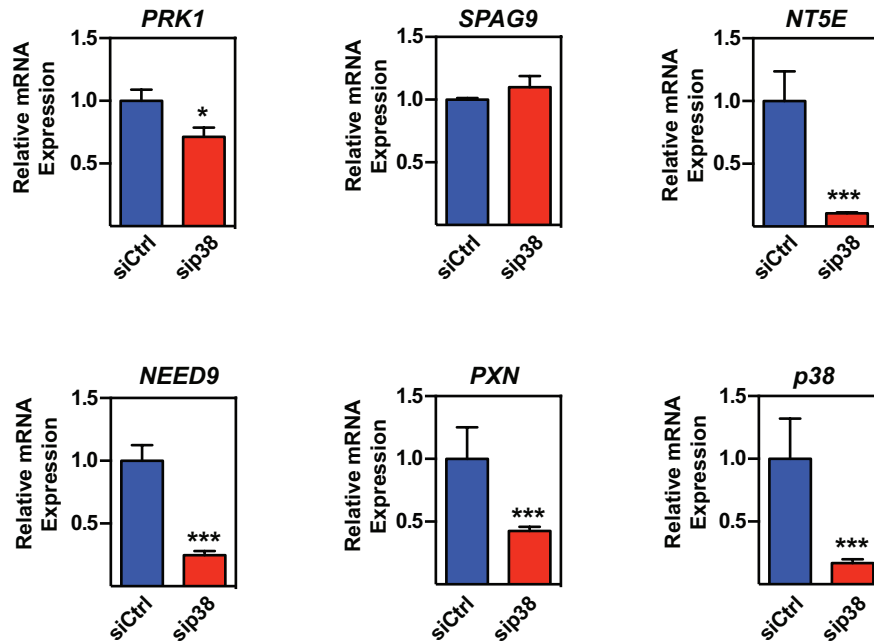 PRK1
Relative mRNA
Expression
1.5
1.0
0.5
*
siCtrl
sip38
SPAG9
Relative mRNA
Expression
1.5
1.0
0.5
siCtrl
sip38
NT5E
Relative mRNA
Expression
1.5
1.0
0.5
***
siCtrl
sip38
NEED9
Relative mRNA
Expression
1.5
1.0
0.5
***
siCtrl
sip38
PXN
Relative mRNA
Expression
1.5
1.0
0.5
***
siCtrl
sip38
p38
Relative mRNA
Expression
1.5
1.0
0.5
***
siCtrl
sip38